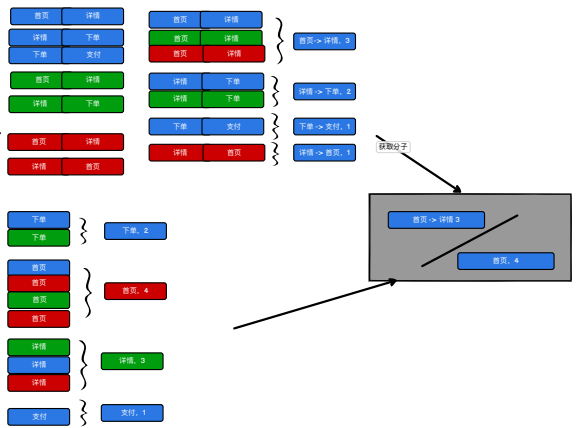 首页 详情
详情 下单
下单 支付
首页 详情
详情 下单
首页 详情
详情 首页
首页 详情
首页 详情
首页 详情
首页-> 详情，3
详情 下单
详情 下单
详情 -> 下单，2
下单 支付
下单 -> 支付，1
详情 首页
详情 -> 首页，1
获取分子
首页 -> 详情 3
首页，4
下单
下单
下单，2
首页
首页
首页
首页
首页，4
详情
详情
详情
详情，3
支付
支付，1